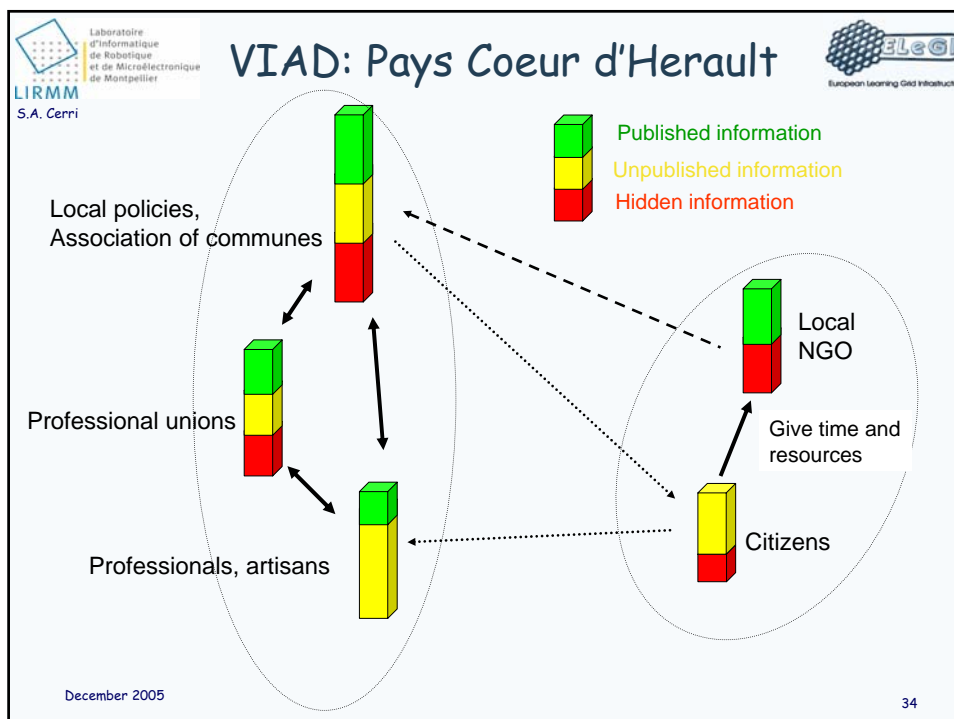 Laboratoire
d'Informatique
de Robotique
et de Microélectronique
de Montpellier
LIRMM
S.A. Cerri
VIAD: Pays Coeur d'Herault
ELeGI
European Learning Grid Infrastruct
Published information
Unpublished information
Hidden information
Local policies,
Association of communes
Local
NGO
Professional unions
Give time and
resources
Citizens
Professionals, artisans
December 2005
34